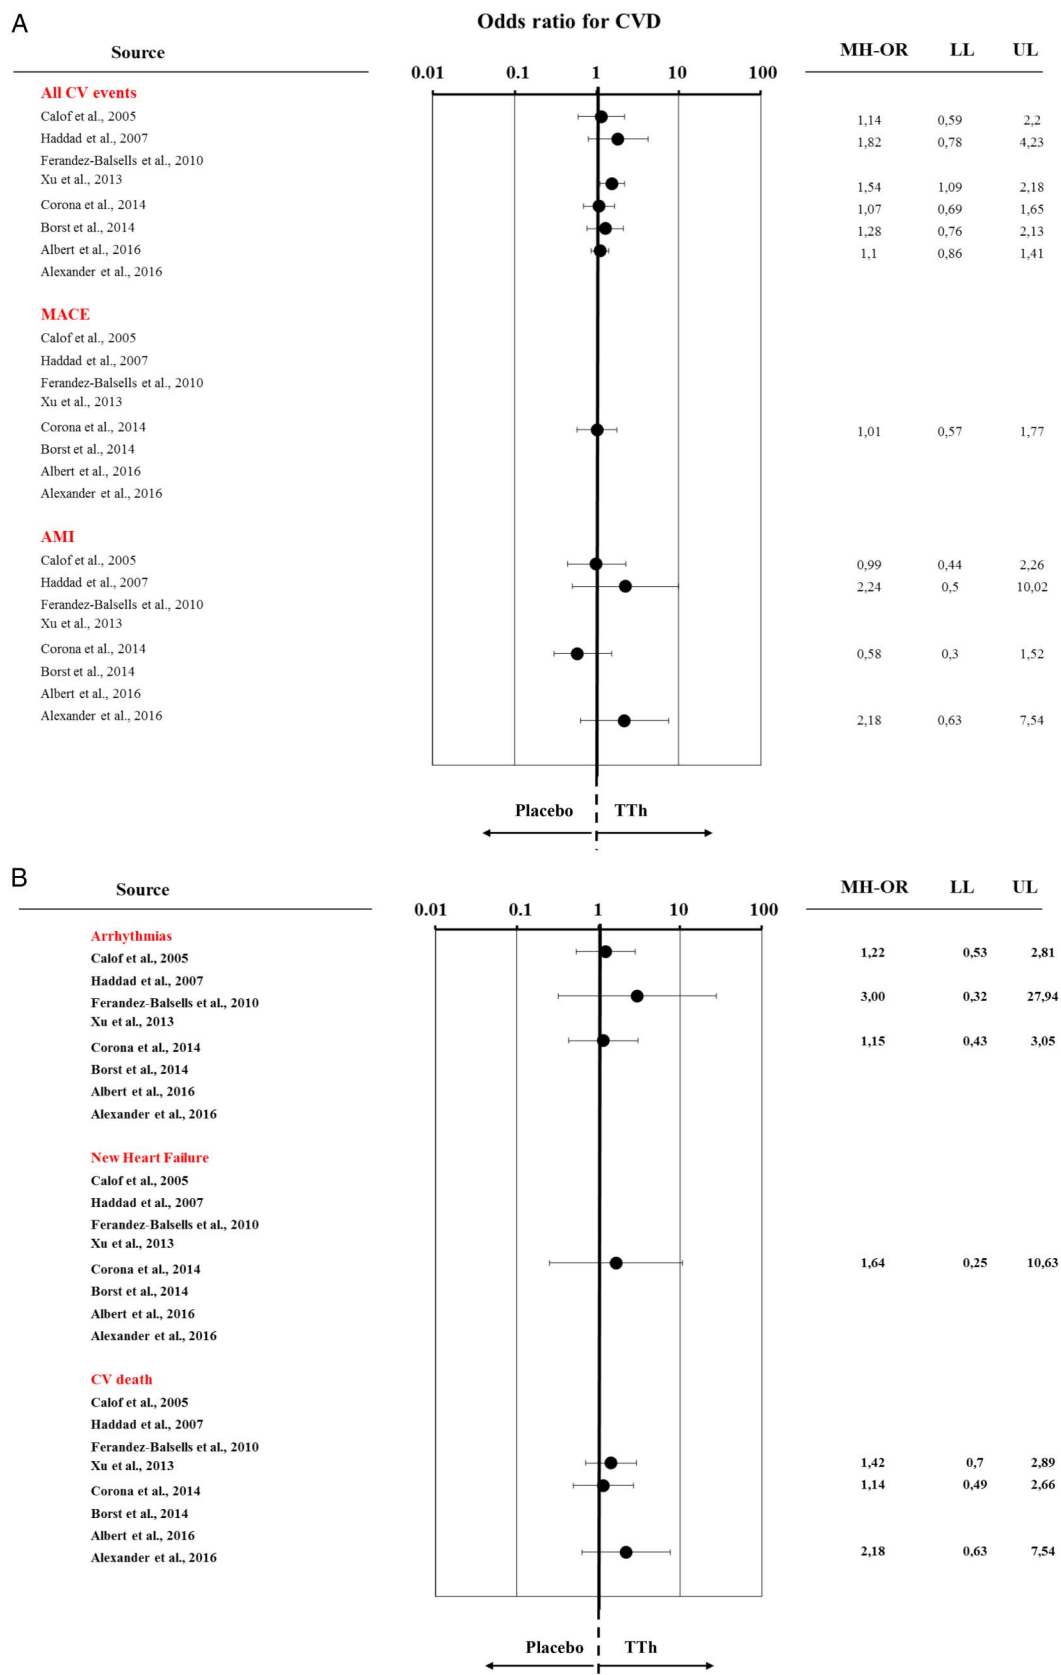 A
Odds ratio for CVD
Source MH-OR LL UL
0.01 0.1 1 10 100
All CV events
Calof et al., 2005 1,14 0,59 2,2
Haddad et al., 2007 1,82 0,78 4,23
Ferandez-Balsells et al., 2010
Xu et al., 2013 1,54 1,09 2,18
Corona et al., 2014 1,07 0,69 1,65
Borst et al., 2014 1,28 0,76 2,13
Albert et al., 2016 1,1 0,86 1,41
Alexander et al., 2016
MACE
Calof et al., 2005
Haddad et al., 2007
Ferandez-Balsells et al., 2010
Xu et al., 2013
Corona et al., 2014 1,01 0,57 1,77
Borst et al., 2014
Albert et al., 2016
Alexander et al., 2016
AMI
Calof et al., 2005 0,99 0,44 2,26
Haddad et al., 2007 2,24 0,5 10,02
Ferandez-Balsells et al., 2010
Xu et al., 2013
Corona et al., 2014 0,58 0,3 1,52
Borst et al., 2014
Albert et al., 2016
Alexander et al., 2016 2,18 0,63 7,54
Placebo TTh
B
Source MH-OR LL UL
0.01 0.1 1 10 100
Arrhythmias
Calof et al., 2005 1,22 0,53 2,81
Haddad et al., 2007
Ferandez-Balsells et al., 2010 3,00 0,32 27,94
Xu et al., 2013
Corona et al., 2014 1,15 0,43 3,05
Borst et al., 2014
Albert et al., 2016
Alexander et al., 2016
New Heart Failure
Calof et al., 2005
Haddad et al., 2007
Ferandez-Balsells et al., 2010
Xu et al., 2013
Corona et al., 2014 1,64 0,25 10,63
Borst et al., 2014
Albert et al., 2016
Alexander et al., 2016
CV death
Calof et al., 2005
Haddad et al., 2007
Ferandez-Balsells et al., 2010
Xu et al., 2013 1,42 0,7 2,89
Corona et al., 2014 1,14 0,49 2,66
Borst et al., 2014
Albert et al., 2016
Alexander et al., 2016 2,18 0,63 7,54
Placebo TTh